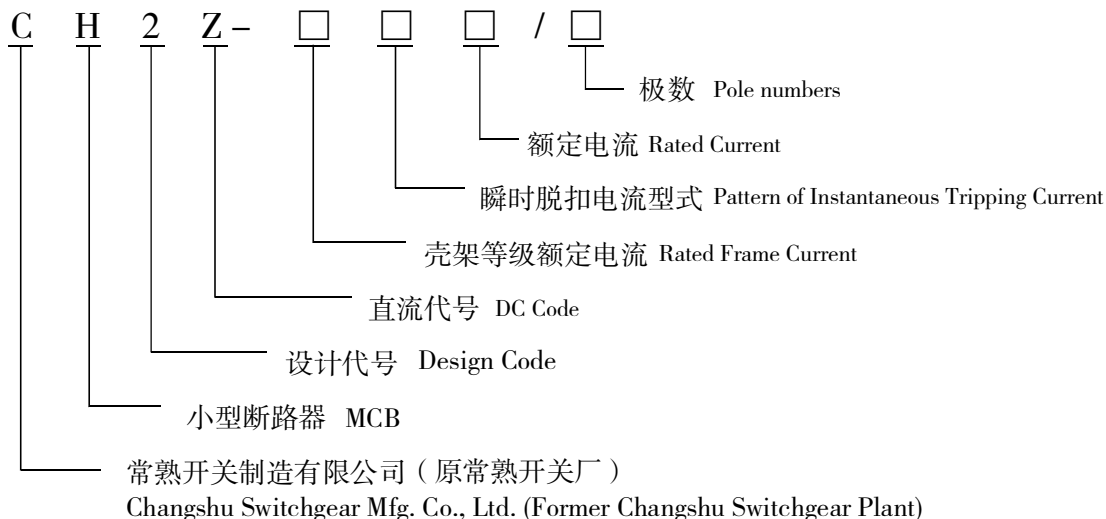 C H 2 Z - □ □ □ / □
极数 Pole numbers
额定电流 Rated Current
瞬时脱扣电流型式 Pattern of Instantaneous Tripping Current
壳架等级额定电流 Rated Frame Current
直流代号 DC Code
设计代号 Design Code
小型断路器 MCB
常熟开关制造有限公司（原常熟开关厂）
Changshu Switchgear Mfg. Co., Ltd. (Former Changshu Switchgear Plant)